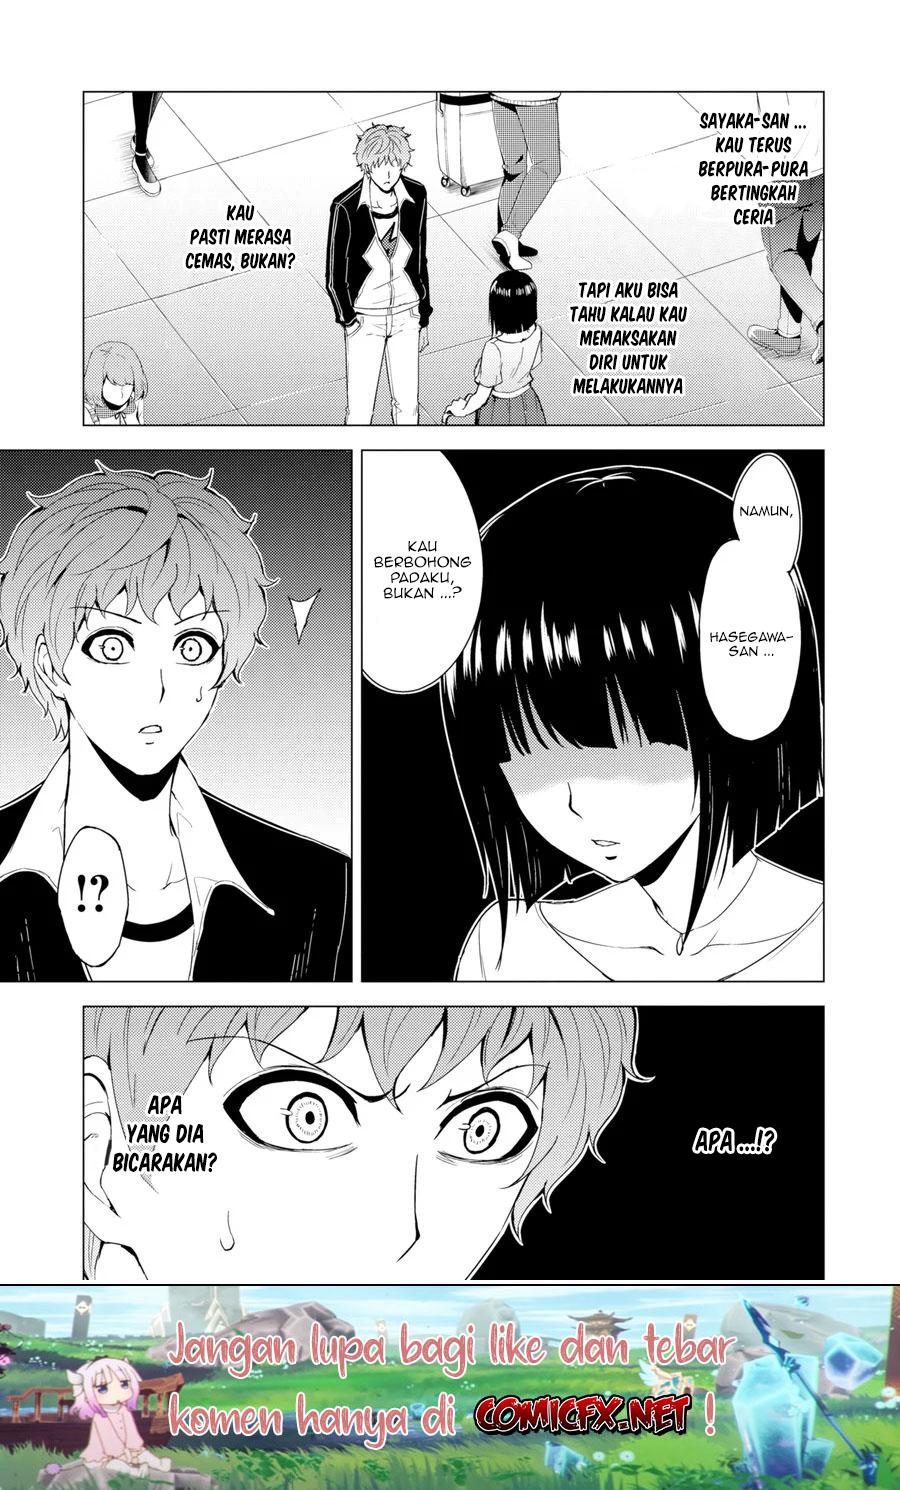 SAYAKA-SAN ...
KAU TERUS
BERPURA-PURA
BERTINGKAH
CERIA
TAPI AKU BISA
TAHU KALAU KAU
MEMAKSAKAN
DIRI UNTUK
MELAKUKANNYA
KAU
PASTI MERASA
CEMAS, BUKAN?
NAMUN,
HASEGAWA-
SAN ...
KAU
BERBOHONG
PADAKU,
BUKAN ...?
!?
APA ...!?
APA
YANG DIA
BICARAKAN?
Jangan lupa bagi like dan tebar
komen hanya di COMICFX.NET !